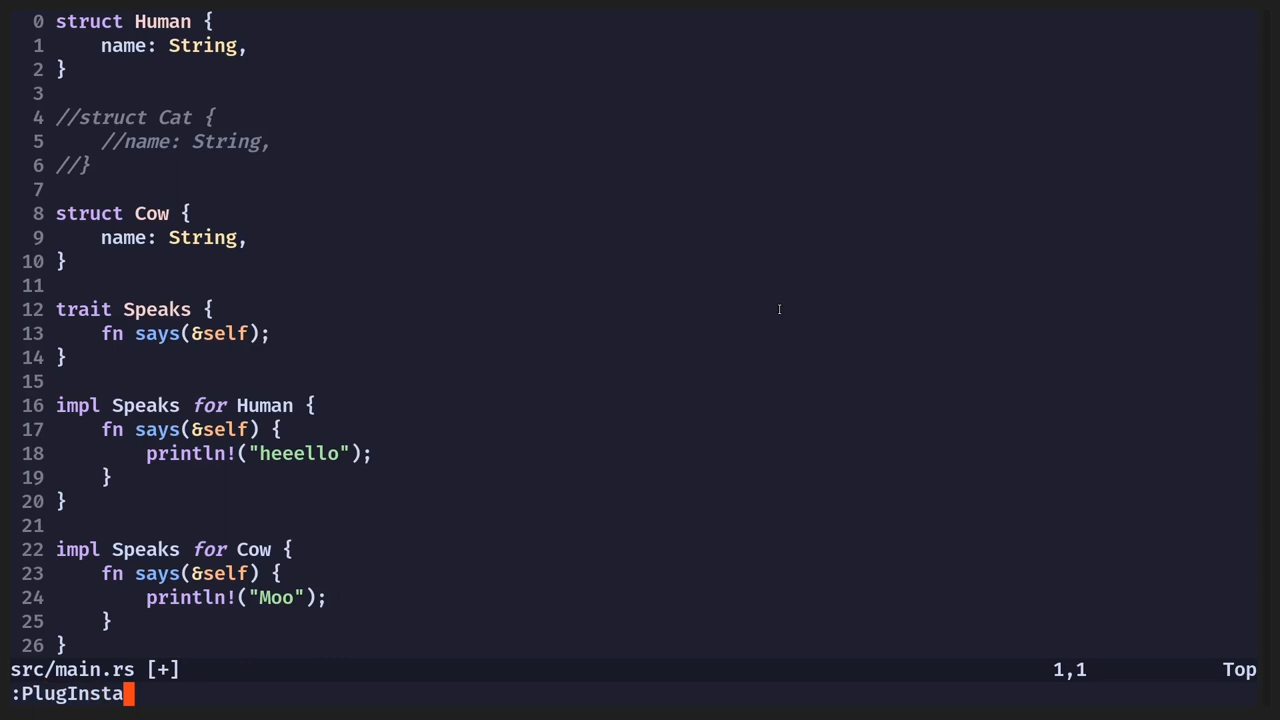 0 struct Human {
1     name: String,
2 }
3
4 //struct Cat {
5     //name: String,
6 //}
7
8 struct Cow {
9     name: String,
10 }
11
12 trait Speaks {
13     fn says(&self);
14 }
15
16 impl Speaks for Human {
17     fn says(&self) {
18         println!("heeello");
19     }
20 }
21
22 impl Speaks for Cow {
23     fn says(&self) {
24         println!("Moo");
25     }
26 }
src/main.rs [+] 1,1 Top
:PlugInsta